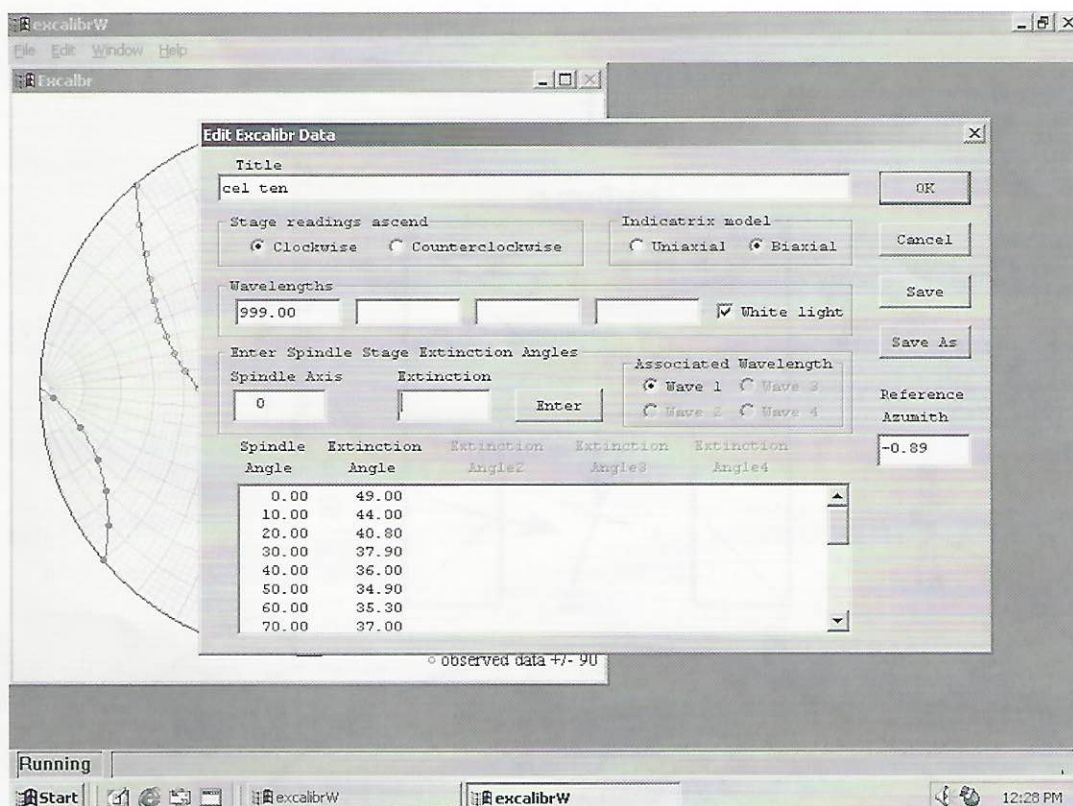 excalibrW
File Edit Window Help
Excalbr
Edit Excalibr Data
Title
cel ten
OK
Stage readings ascend
Clockwise Counterclockwise
Indicatrix model
Uniaxial Biaxial
Cancel
Wavelengths
999.00
White light
Save
Enter Spindle Stage Extinction Angles
Spindle Axis Extinction
0
Enter
Associated Wavelength
Wave 1 Wave 3
Wave 2 Wave 4
Save As
Reference
Azumith
-0.89
Spindle Extinction Extinction Extinction Extinction
Angle Angle Angle2 Angle3 Angle4
0.00 49.00
10.00 44.00
20.00 40.80
30.00 37.90
40.00 36.00
50.00 34.90
60.00 35.30
70.00 37.00
observed data +/- 90
Running
Start excalibrW excalibrW 12:28 PM